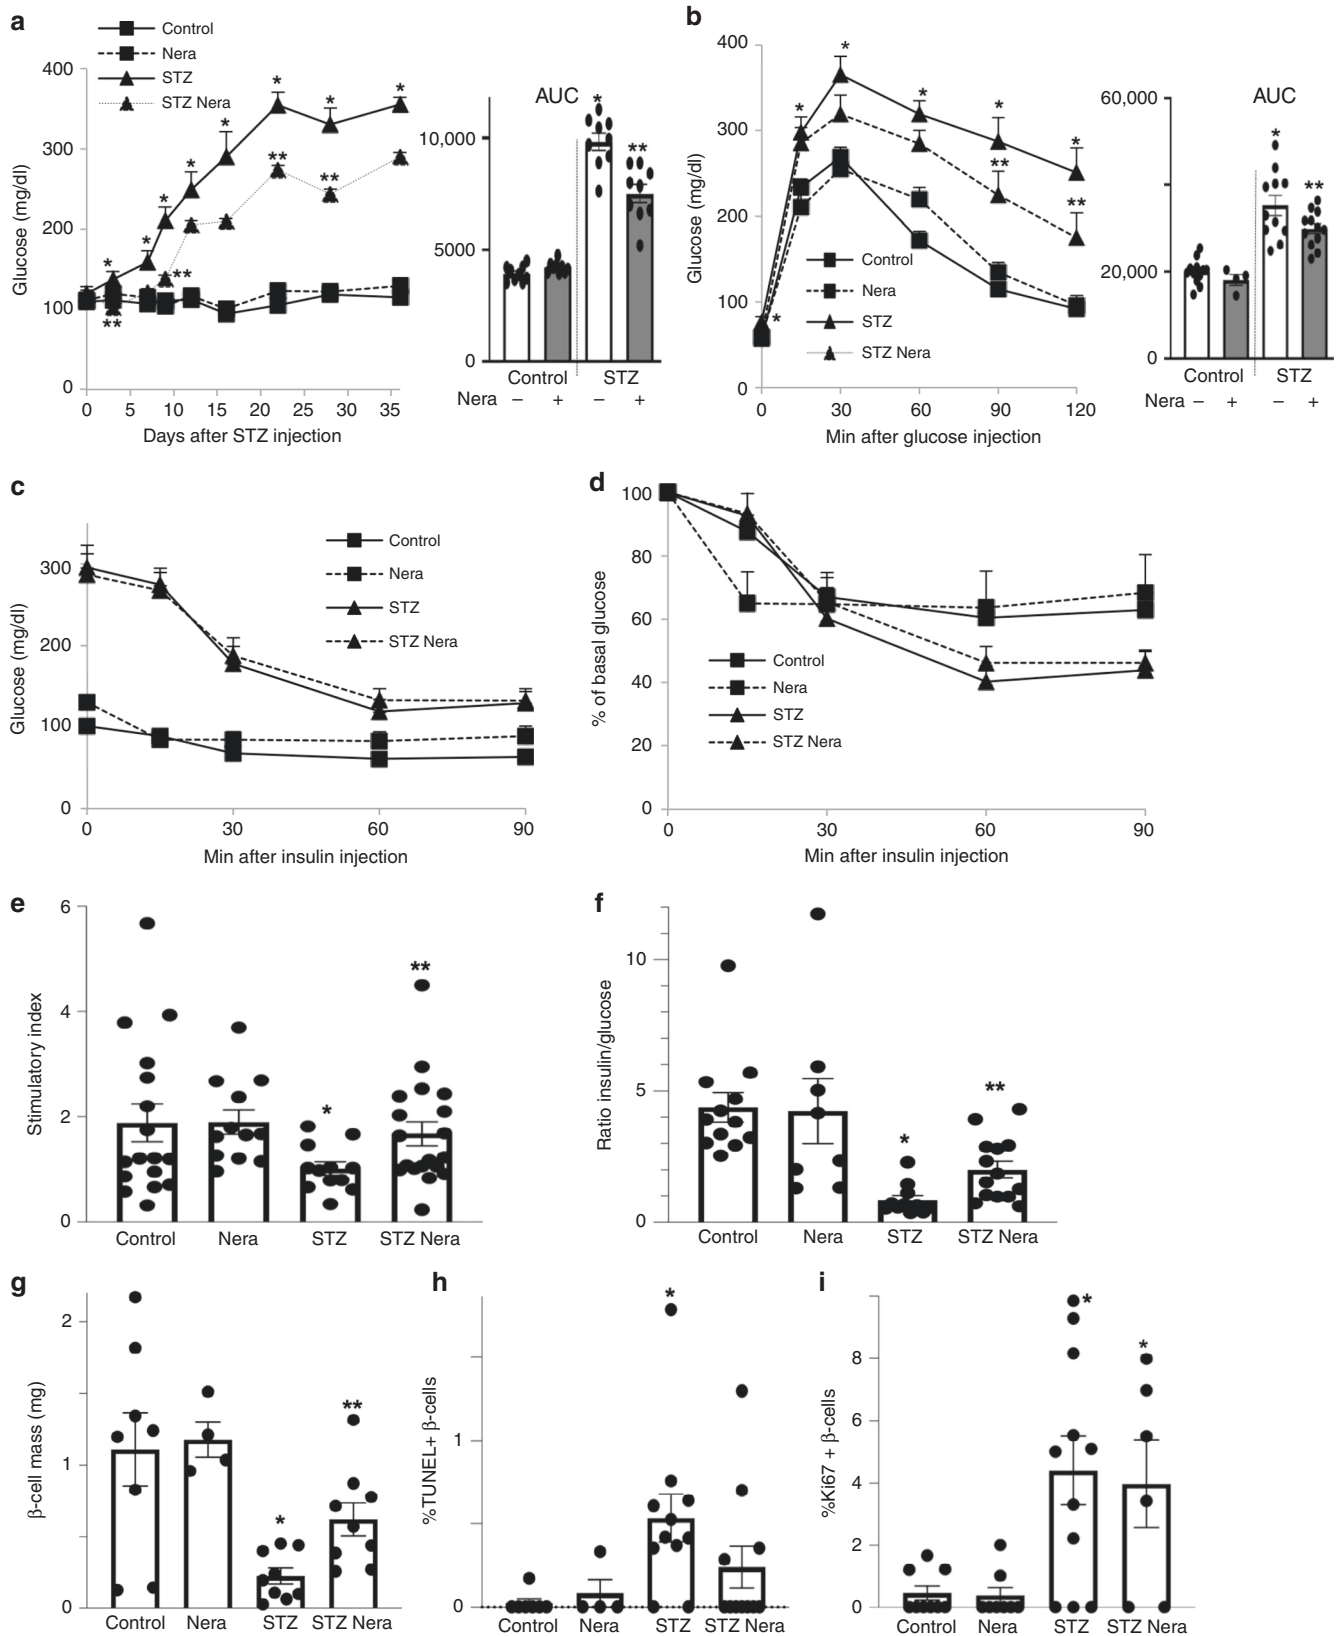 a
Control
Nera
STZ
STZ Nera
400
300
200
100
0
Glucose (mg/dl)
* * * * * * * *
** ** ** **
0 5 10 15 20 25 30 35
Days after STZ injection
AUC
10,000
5000
0
* **
Control STZ
Nera – + – +
b
400
300
200
100
0
Glucose (mg/dl)
* * * * * *
** **
Control
Nera
STZ
STZ Nera
0 30 60 90 120
Min after glucose injection
AUC
60,000
20,000
0
* **
Control STZ
Nera – + – +
c
300
200
100
0
Glucose (mg/dl)
Control
Nera
STZ
STZ Nera
0 30 60 90
Min after insulin injection
d
100
80
60
40
20
0
% of basal glucose
Control
Nera
STZ
STZ Nera
0 30 60 90
Min after insulin injection
e
6
4
2
0
Stimulatory index
* **
Control Nera STZ STZ Nera
f
10
5
0
Ratio insulin/glucose
* **
Control Nera STZ STZ Nera
g
2
1
0
β-cell mass (mg)
* **
Control Nera STZ STZ Nera
h
1
0
%TUNEL+ β-cells
*
Control Nera STZ STZ Nera
i
8
6
4
2
0
%Ki67 + β-cells
* *
Control Nera STZ STZ Nera